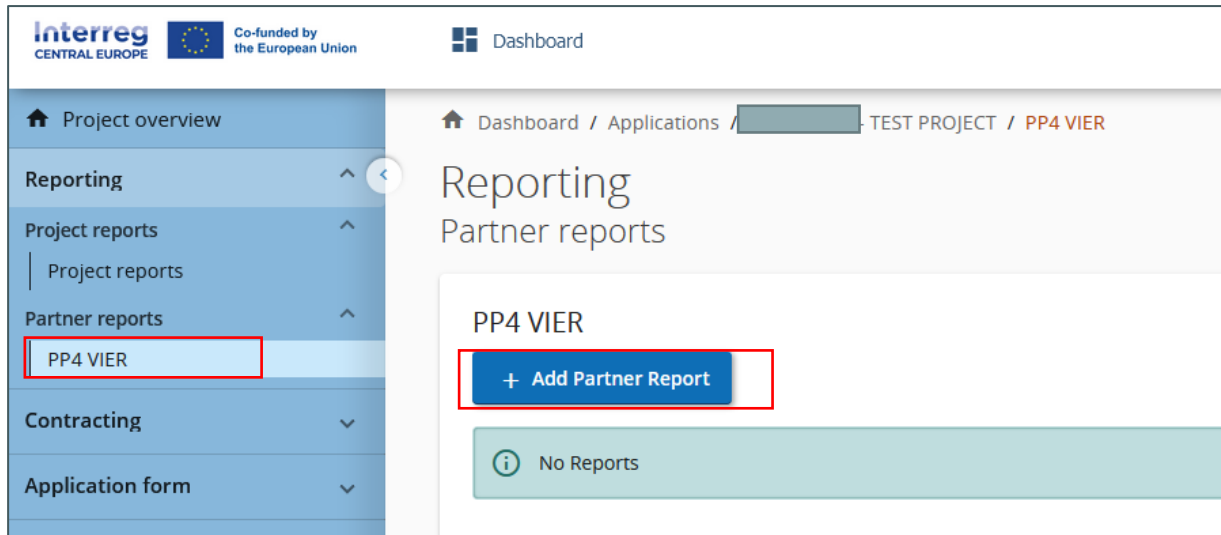 Interreg
CENTRAL EUROPE
Co-funded by
the European Union
Dashboard
Project overview
Reporting
Project reports
Project reports
Partner reports
PP4 VIER
Contracting
Application form
Dashboard / Applications / - TEST PROJECT / PP4 VIER
Reporting
Partner reports
PP4 VIER
+ Add Partner Report
No Reports